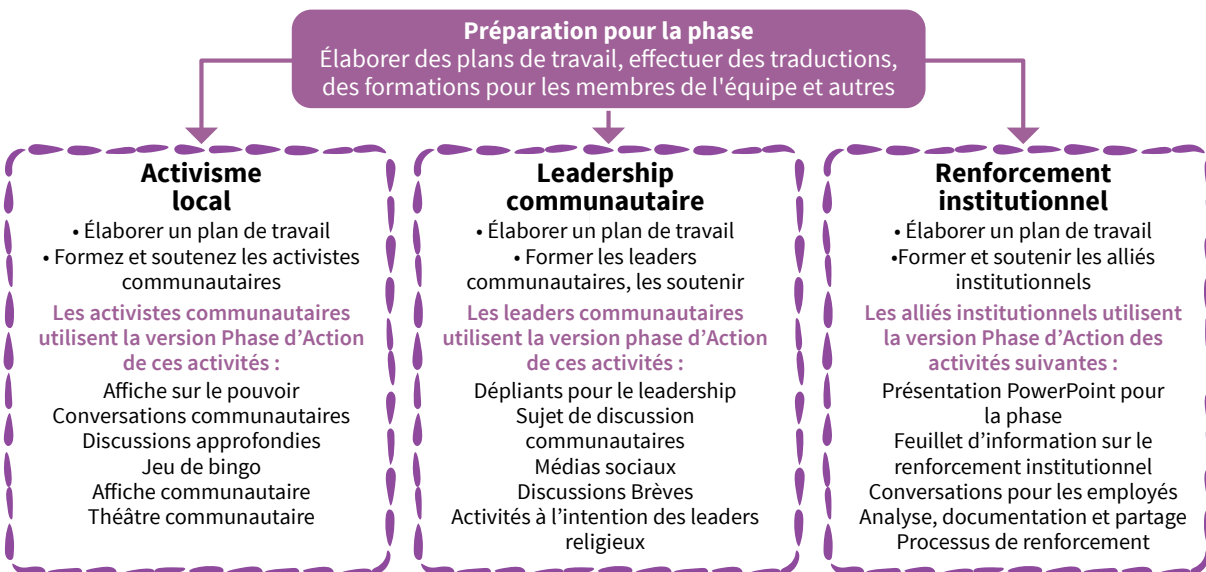 Préparation pour la phase
Élaborer des plans de travail, effectuer des traductions,
des formations pour les membres de l'équipe et autres
Activisme
local
• Élaborer un plan de travail
• Formez et soutenez les activistes
communautaires
Les activistes communautaires
utilisent la version Phase d’Action
de ces activités :
Affiche sur le pouvoir
Conversations communautaires
Discussions approfondies
Jeu de bingo
Affiche communautaire
Théâtre communautaire
Leadership
communautaire
• Élaborer un plan de travail
• Former les leaders
communautaires, les soutenir
Les leaders communautaires
utilisent la version phase d’Action
de ces activités :
Dépliants pour le leadership
Sujet de discussion
communautaires
Médias sociaux
Discussions Brèves
Activités à l’intention des leaders
religieux
Renforcement
institutionnel
• Élaborer un plan de travail
•Former et soutenir les alliés
institutionnels
Les alliés institutionnels utilisent
la version Phase d’Action des
activités suivantes :
Présentation PowerPoint pour
la phase
Feuillet d’information sur le
renforcement institutionnel
Conversations pour les employés
Analyse, documentation et partage
Processus de renforcement